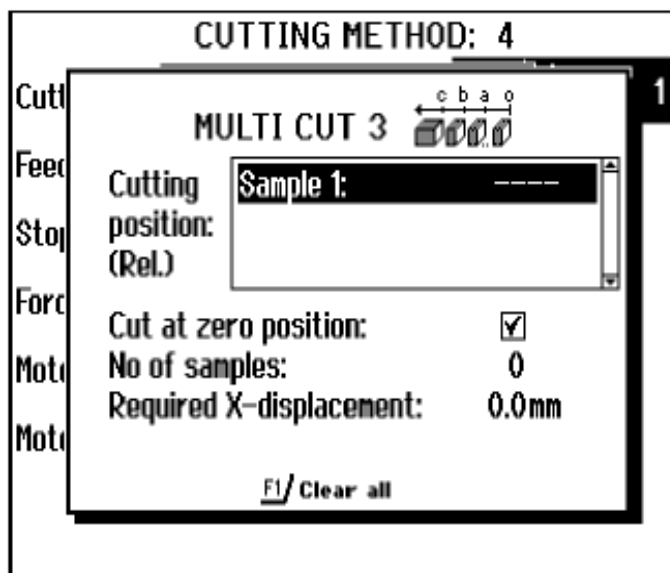 CUTTING METHOD: 4
1
c b a o
MULTI CUT 3
Cutting position: (Rel.)
Sample 1: ----
Cut at zero position:
No of samples: 0
Required X-displacement: 0.0mm
F1/ Clear all